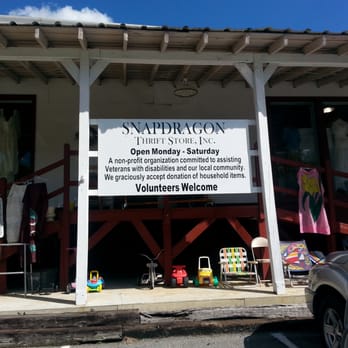 SNAPDRAGON
THRIFT STORE, INC.
Open Monday - Saturday
A non-profit organization committed to assisting
Veterans with disabilities and our local community.
We graciously accept donation of household items.
Volunteers Welcome